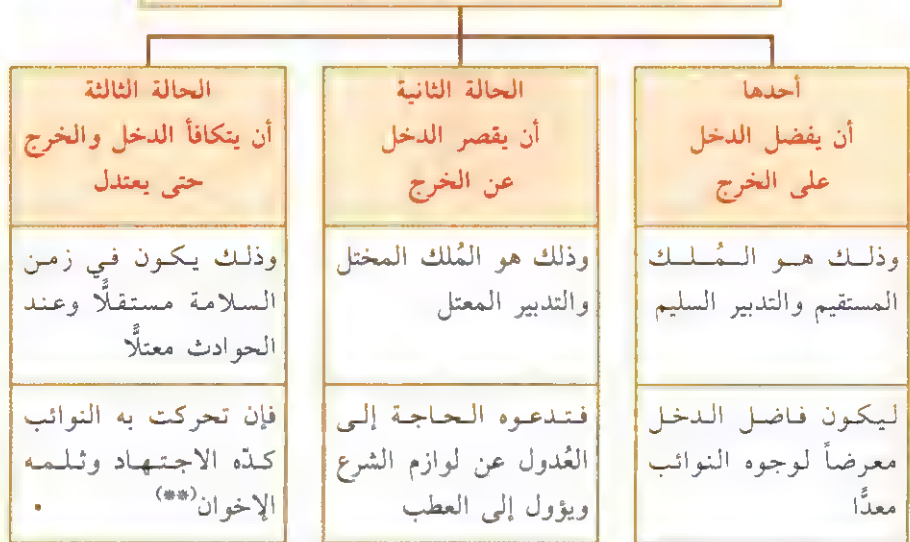 أحدها
أن يفضل الدخل
على الخرج
وذلك هو المُلك
المستقيم والتدبير السليم
ليكون فاضل الدخل
معرضاً لوجوه النوائب
معدًّا
الحالة الثانية
أن يقصر الدخل
عن الخرج
وذلك هو المُلك المختل
والتدبير المعتل
فتدعوه الحاجة إلى
العُدول عن لوازم الشرع
ويؤول إلى العطب
الحالة الثالثة
أن يتكافأ الدخل والخرج
حتى يعتدل
وذلك يكون في زمن
السلامة مستقلًّا وعند
الحوادث معتلًّا
فإن تحركت به النوائب
كدّه الاجتهاد وثلمه
الإخوان(**) .